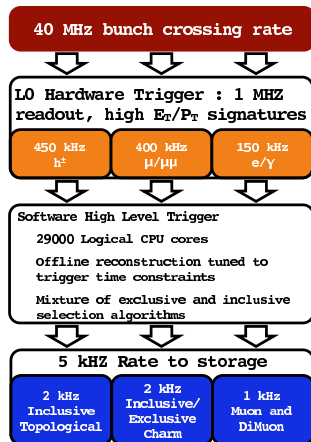 40 MHz bunch crossing rate
L0 Hardware Trigger : 1 MHZ
readout, high ET/PT signatures
450 kHz
h±
400 kHz
μ/μμ
150 kHz
e/γ
Software High Level Trigger
29000 Logical CPU cores
Offline reconstruction tuned to
trigger time constraints
Mixture of exclusive and inclusive
selection algorithms
5 kHZ Rate to storage
2 kHz
Inclusive
Topological
2 kHz
Inclusive/
Exclusive
Charm
1 kHz
Muon and
DiMuon